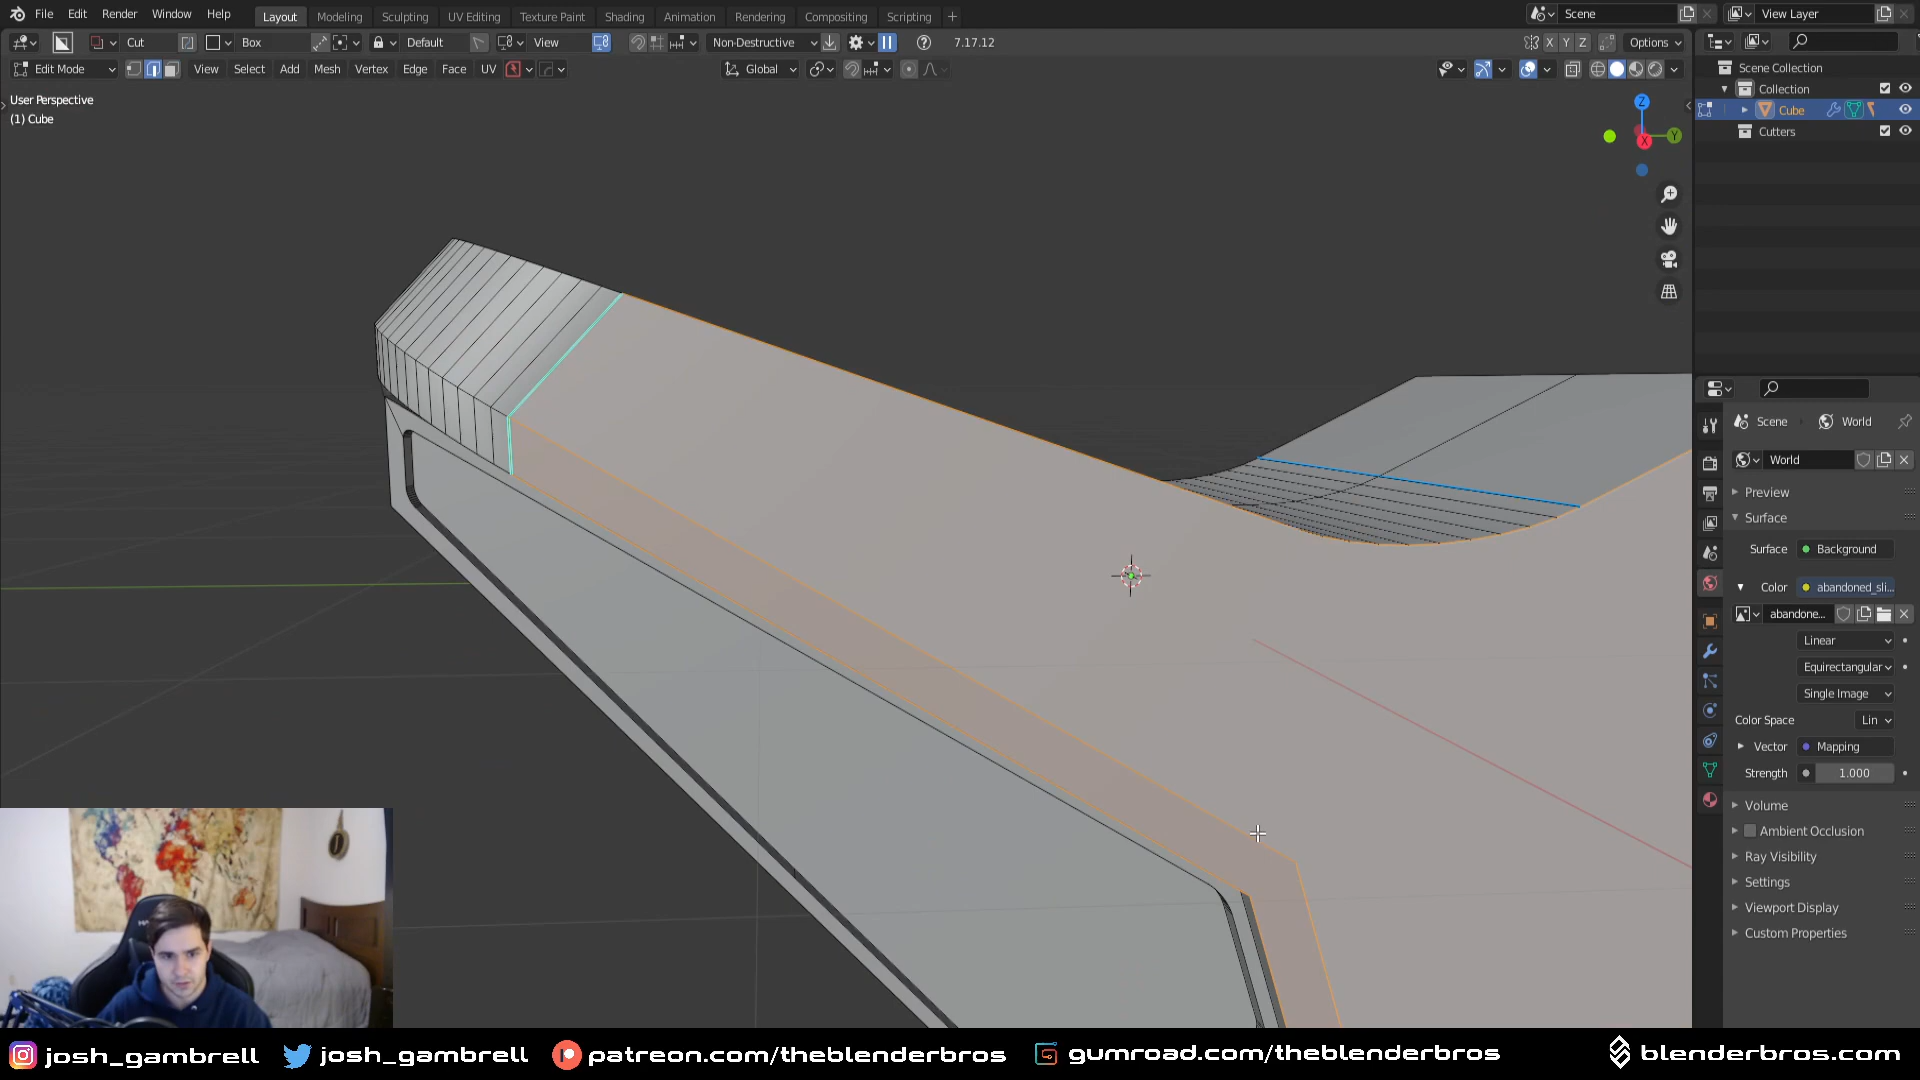 File Edit Render Window Help Layout Modeling Sculpting UV Editing Texture Paint Shading Animation Rendering Compositing Scripting + Scene View Layer
Cut Box Default View Non-Destructive 7.17.12 X Y Z Options
Edit Mode View Select Add Mesh Vertex Edge Face UV Global
User Perspective
(1) Cube
Z
Y
X
Scene Collection
Collection
Cube
Cutters
Scene World
World
Preview
Surface
Surface Background
Color abandoned_sli...
abandone...
Linear
Equirectangular
Single Image
Color Space Lin
Vector Mapping
Strength 1.000
Volume
Ambient Occlusion
Ray Visibility
Settings
Viewport Display
Custom Properties
josh_gambrell josh_gambrell patreon.com/theblenderbros gumroad.com/theblenderbros blenderbros.com